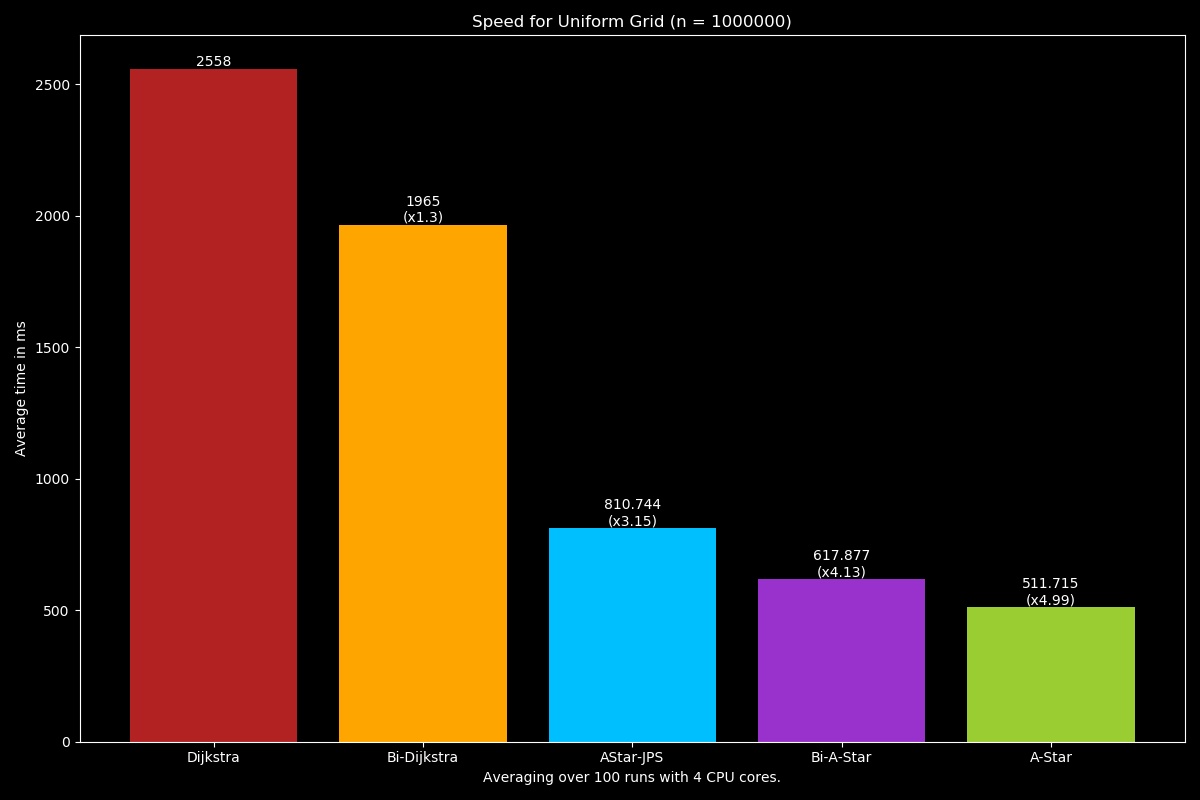 Speed for Uniform Grid (n = 1000000)
Average time in ms
2500
2000
1500
1000
500
0
2558
1965
(x1.3)
810.744
(x3.15)
617.877
(x4.13)
511.715
(x4.99)
Dijkstra
Bi-Dijkstra
AStar-JPS
Bi-A-Star
A-Star
Averaging over 100 runs with 4 CPU cores.